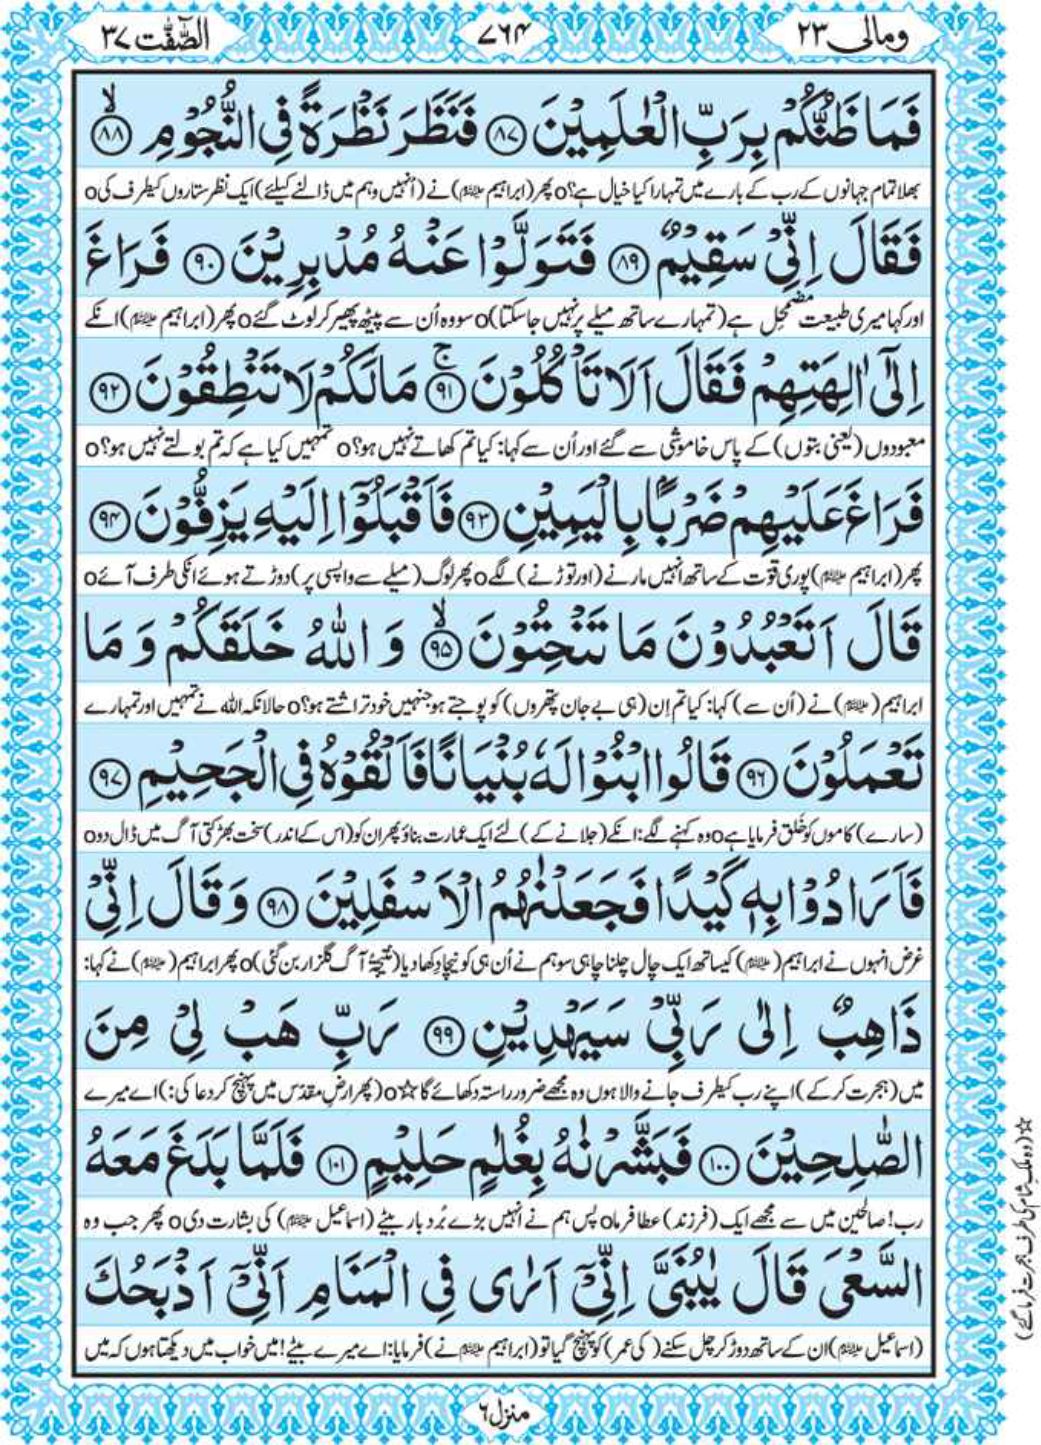 ومالی ۲۳
۷۶۴
الصّٰٓفّٰت ۳۷
فَمَا ظَنُّكُمْ بِرَبِّ الْعٰلَمِيْنَ ﴿۸۷﴾ فَنَظَرَ نَظْرَةً فِي النُّجُوْمِ ﴿۸۸﴾ۙ
بھلا تمام جہانوں کے رب کے بارے میں تمہارا کیا خیال ہے؟o پھر (ابراہیم علیہ السلام) نے (اُنہیں وہم میں ڈالنے کیلئے) ایک نظر ستاروں کیطرف کیo
فَقَالَ اِنِّيْ سَقِيْمٌ ﴿۸۹﴾ فَتَوَلَّوْا عَنْهُ مُدْبِرِيْنَ ﴿۹۰﴾ فَرَاغَ
اور کہا میری طبیعت مضمحل ہے (تمہارے ساتھ میلے پر نہیں جا سکتا)o سو وہ اُن سے پیٹھ پھیر کر لوٹ گئےo پھر (ابراہیم علیہ السلام) انکے
اِلٰٓى اٰلِهَتِهِمْ فَقَالَ اَلَا تَاْكُلُوْنَ ﴿۹۱﴾ۚ مَا لَكُمْ لَا تَنْطِقُوْنَ ﴿۹۲﴾
معبودوں (یعنی بتوں) کے پاس خاموشی سے گئے اور اُن سے کہا: کیا تم کھاتے نہیں ہو؟o تمہیں کیا ہے کہ تم بولتے نہیں ہو؟o
فَرَاغَ عَلَيْهِمْ ضَرْبًۢا بِالْيَمِيْنِ ﴿۹۳﴾ فَاَقْبَلُوْٓا اِلَيْهِ يَزِفُّوْنَ ﴿۹۴﴾
پھر (ابراہیم علیہ السلام) پوری قوّت کے ساتھ اُنہیں مارنے (اور توڑنے) لگےo پھر لوگ (میلے سے واپسی پر) دوڑتے ہوئے انکی طرف آئےo
قَالَ اَتَعْبُدُوْنَ مَا تَنْحِتُوْنَ ﴿۹۵﴾ۙ وَ اللّٰهُ خَلَقَكُمْ وَ مَا
ابراہیم (علیہ السلام) نے (اُن سے) کہا: کیا تم اِن (ہی بے جان پتھروں) کو پوجتے ہو جنہیں خود تراشتے ہو؟o حالانکہ اللہ نے تمہیں اور تمہارے
تَعْمَلُوْنَ ﴿۹۶﴾ قَالُوا ابْنُوْا لَهٗ بُنْيَانًا فَاَلْقُوْهُ فِي الْجَحِيْمِ ﴿۹۷﴾
(سارے) کاموں کو خَلق فرمایا ہےo وہ کہنے لگے: انکے (جلانے کے) لئے ایک عمارت بناؤ پھر ان کو (اس کے اندر) سخت بھڑکتی آگ میں ڈال دوo
فَاَرَادُوْا بِهٖ كَيْدًا فَجَعَلْنٰهُمُ الْاَسْفَلِيْنَ ﴿۹۸﴾ وَ قَالَ اِنِّيْ
غرض انہوں نے ابراہیم (علیہ السلام) کیساتھ ایک چال چلنا چاہی سو ہم نے اُن ہی کو نیچا دکھا دیا (نتیجۃً آگ گلزار بن گئی)o پھر ابراہیم (علیہ السلام) نے کہا:
ذَاهِبٌ اِلٰى رَبِّيْ سَيَهْدِيْنِ ﴿۹۹﴾ رَبِّ هَبْ لِيْ مِنَ
میں (ہجرت کر کے) اپنے رب کیطرف جانے والا ہوں وہ مجھے ضرور راستہ دکھائے گا☆o (پھر ارضِ مقدّس میں پہنچ کر دعا کی:) اے میرے
الصّٰلِحِيْنَ ﴿۱۰۰﴾ فَبَشَّرْنٰهُ بِغُلٰمٍ حَلِيْمٍ ﴿۱۰۱﴾ فَلَمَّا بَلَغَ مَعَهُ
رب! صالحین میں سے مجھے ایک (فرزند) عطا فرماo پس ہم نے اُنہیں بڑے بُردبار بیٹے (اسماعیل علیہ السلام) کی بشارت دیo پھر جب وہ
السَّعْيَ قَالَ يٰبُنَيَّ اِنِّيْٓ اَرٰى فِي الْمَنَامِ اَنِّيْٓ اَذْبَحُكَ
(اسماعیل علیہ السلام) ان کے ساتھ دوڑ کر چل سکنے (کی عمر) کو پہنچ گیا تو (ابراہیم علیہ السلام نے) فرمایا: اے میرے بیٹے! میں خواب میں دیکھتا ہوں کہ میں
☆(وہ ملکِ شام کی طرف ہجرت فرما گئے)
منزل ۶